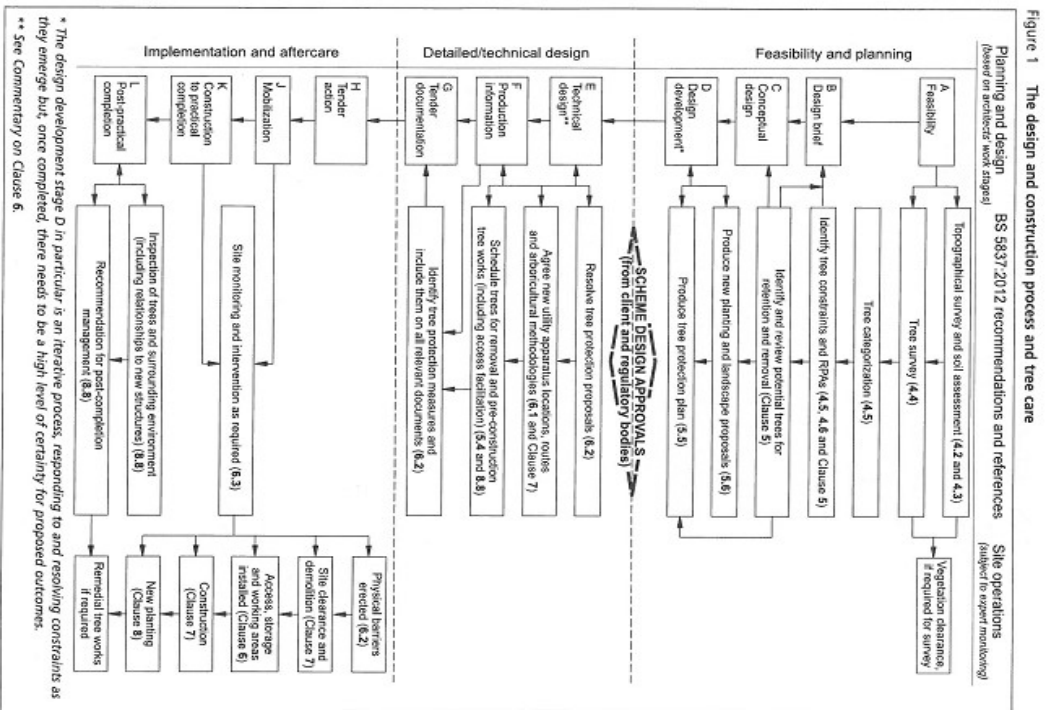 Figure 1 The design and construction process and tree care
Planning and design
(based on architects' work stages)
BS 5837:2012 recommendations and references
Site operations
(subject to expert monitoring)
Feasibility and planning
A
Feasibility
B
Design brief
C
Conceptual
design
D
Design
development*
Topographical survey and soil assessment (4.2 and 4.3)
Tree survey (4.4)
Tree categorization (4.5)
Identify tree constraints and RPAs (4.5, 4.6 and Clause 5)
Identify and review potential trees for
retention and removal (Clause 5)
Produce new planting and landscape proposals (5.6)
Produce tree protection plan (5.5)
Vegetation clearance,
if required for survey
SCHEME DESIGN APPROVALS
(from client and regulatory
bodies)
Detailed/technical design
E
Technical
design**
F
Production
information
G
Tender
documentation
Resolve tree protection proposals (6.2)
Agree new utility apparatus locations, routes
and arboricultural methodologies (6.1 and Clause 7)
Schedule trees for removal and pre-construction
tree works (including access facilitation) (5.4 and 8.8)
Identify tree protection measures and
include them on all relevant documents (6.2)
Implementation and aftercare
H
Tender
action
J
Mobilization
K
Construction
to practical
completion
L
Post-practical
completion
Site monitoring and intervention as required (6.3)
Inspection of trees and surrounding environment
(including relationships to new structures) (8.8)
Recommendation for post-completion
management (8.8)
Physical barriers
erected (6.2)
Site clearance and
demolition (Clause 7)
Access, storage
and working areas
installed (Clause 6)
Construction
(Clause 7)
New planting
(Clause 8)
Remedial tree works
if required
* The design development stage D in particular is an iterative process, responding to and resolving constraints as
they emerge but, once completed, there needs to be a high level of certainty for proposed outcomes.
** See Commentary on Clause 6.